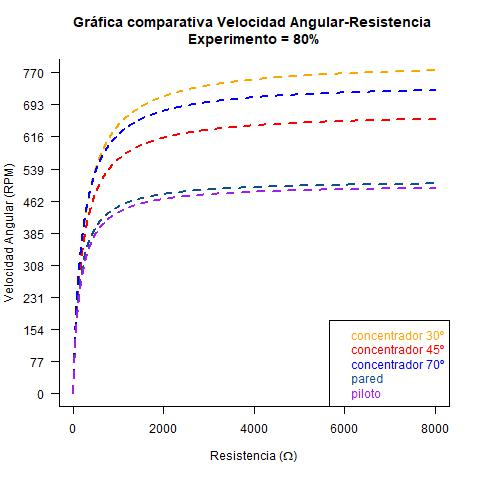 Gráfica comparativa Velocidad Angular-Resistencia
Experimento = 80%
Velocidad Angular (RPM)
770
693
616
539
462
385
308
231
154
77
0
concentrador 30º
concentrador 45º
concentrador 70º
pared
piloto
0 2000 4000 6000 8000
Resistencia (Ω)